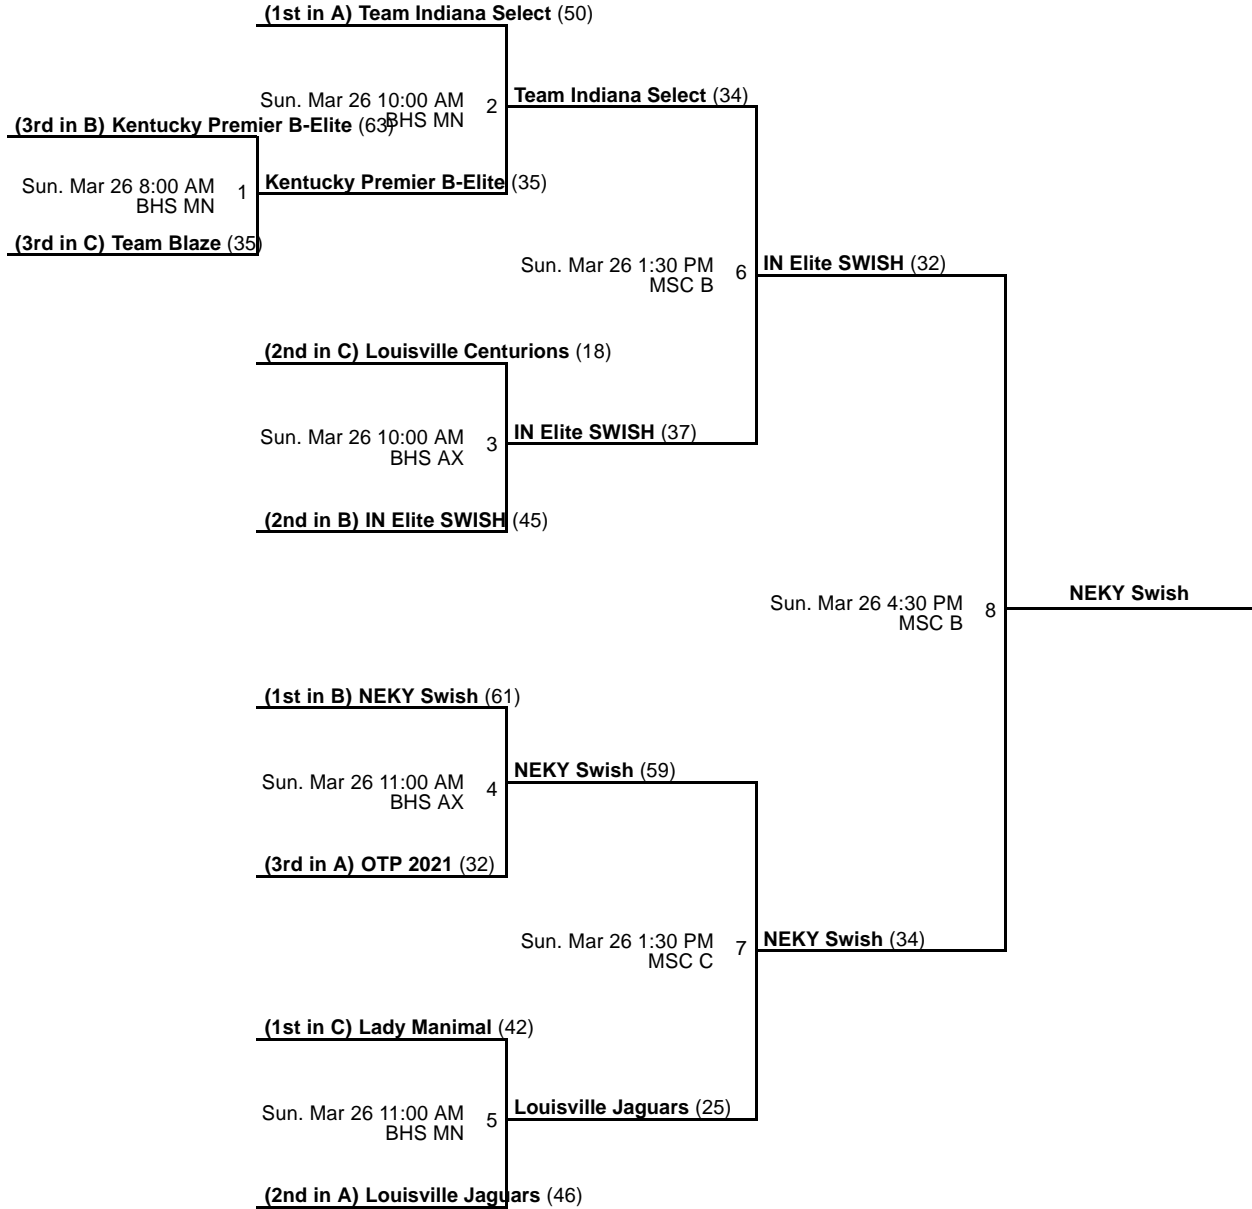 (1st in A) Team Indiana Select (50)
Sun. Mar 26 10:00 AM
BHS MN
2
Team Indiana Select (34)
(3rd in B) Kentucky Premier B-Elite (63)
Sun. Mar 26 8:00 AM
BHS MN
1
Kentucky Premier B-Elite (35)
(3rd in C) Team Blaze (35)
Sun. Mar 26 1:30 PM
MSC B
6
IN Elite SWISH (32)
(2nd in C) Louisville Centurions (18)
Sun. Mar 26 10:00 AM
BHS AX
3
IN Elite SWISH (37)
(2nd in B) IN Elite SWISH (45)
Sun. Mar 26 4:30 PM
MSC B
8
NEKY Swish
(1st in B) NEKY Swish (61)
Sun. Mar 26 11:00 AM
BHS AX
4
NEKY Swish (59)
(3rd in A) OTP 2021 (32)
Sun. Mar 26 1:30 PM
MSC C
7
NEKY Swish (34)
(1st in C) Lady Manimal (42)
Sun. Mar 26 11:00 AM
BHS MN
5
Louisville Jaguars (25)
(2nd in A) Louisville Jaguars (46)